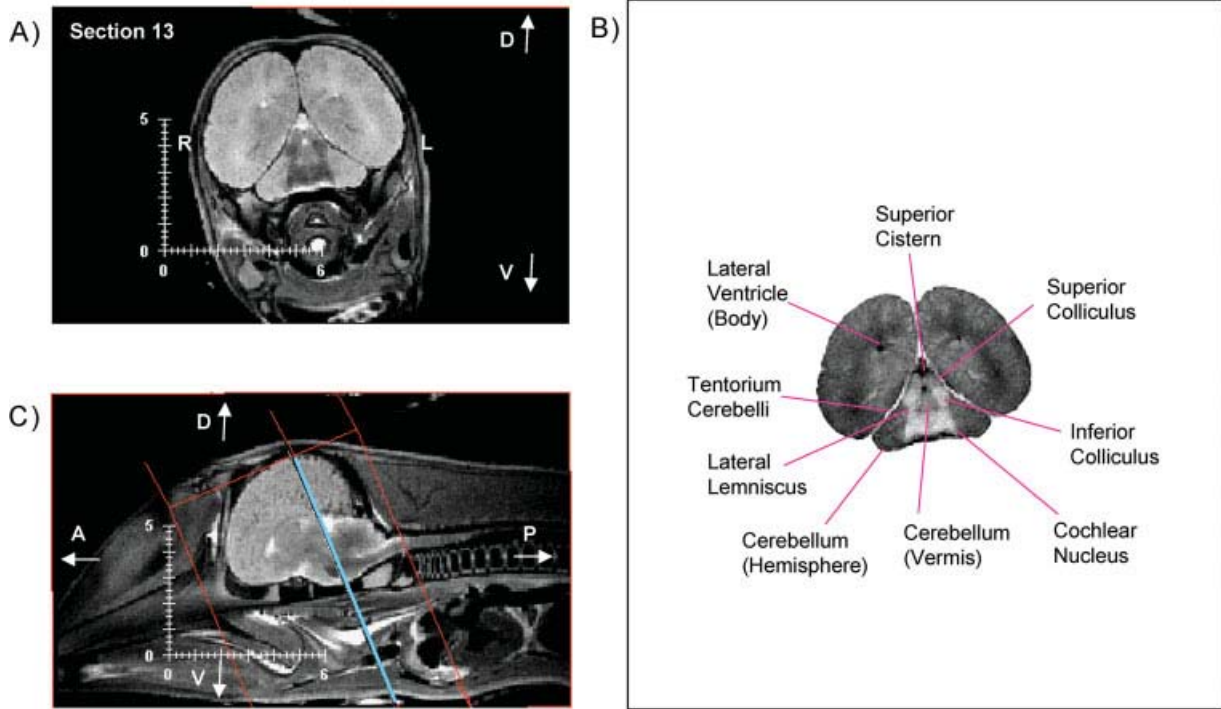 A)
Section 13
D
5
R
L
0
0
6
V
B)
Superior
Cistern
Lateral
Ventricle
(Body)
Superior
Colliculus
Tentorium
Cerebelli
Inferior
Colliculus
Lateral
Lemniscus
Cerebellum
(Hemisphere)
Cerebellum
(Vermis)
Cochlear
Nucleus
C)
D
A
5
P
0
0
V
6